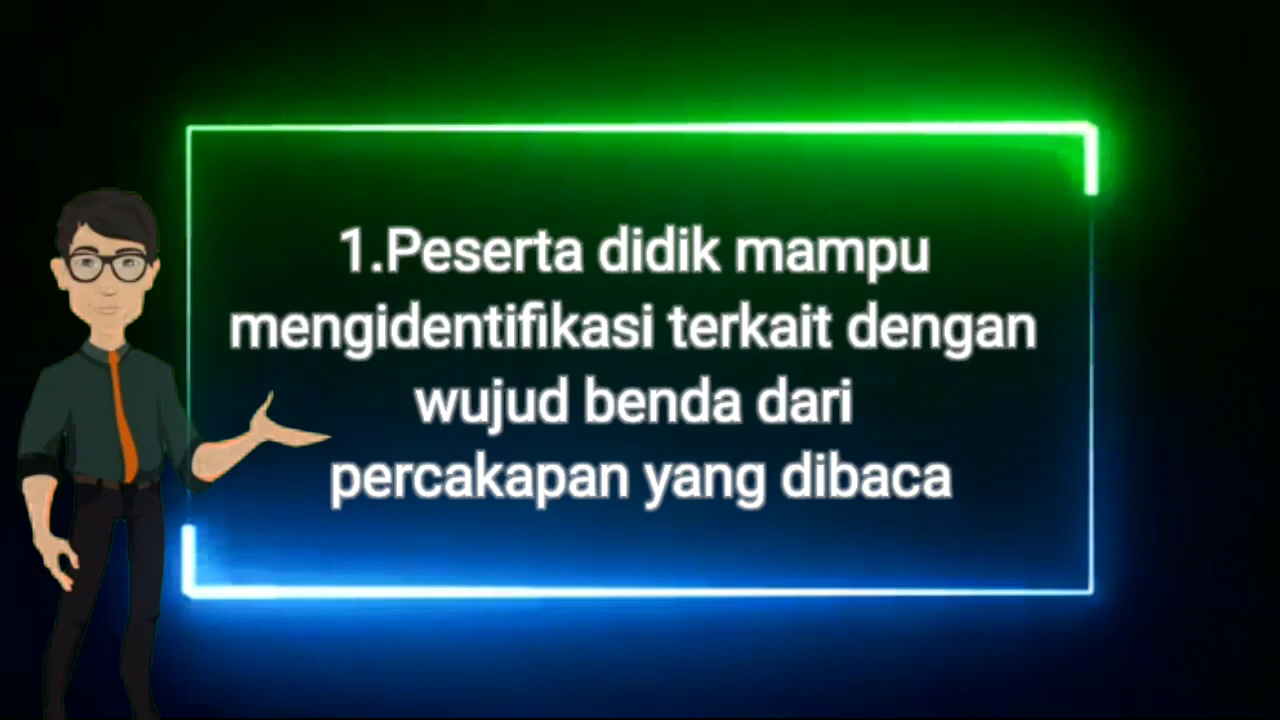 1.Peserta didik mampu
mengidentifikasi terkait dengan
wujud benda dari
percakapan yang dibaca